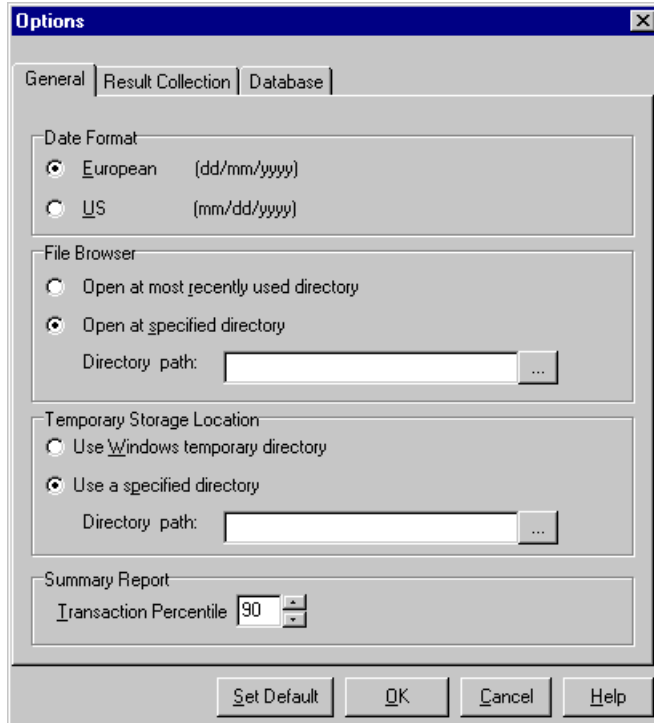 Options
General Result Collection Database
Date Format
European (dd/mm/yyyy)
US (mm/dd/yyyy)
File Browser
Open at most recently used directory
Open at specified directory
Directory path: ...
Temporary Storage Location
Use Windows temporary directory
Use a specified directory
Directory path: ...
Summary Report
Transaction Percentile 90
Set Default OK Cancel Help